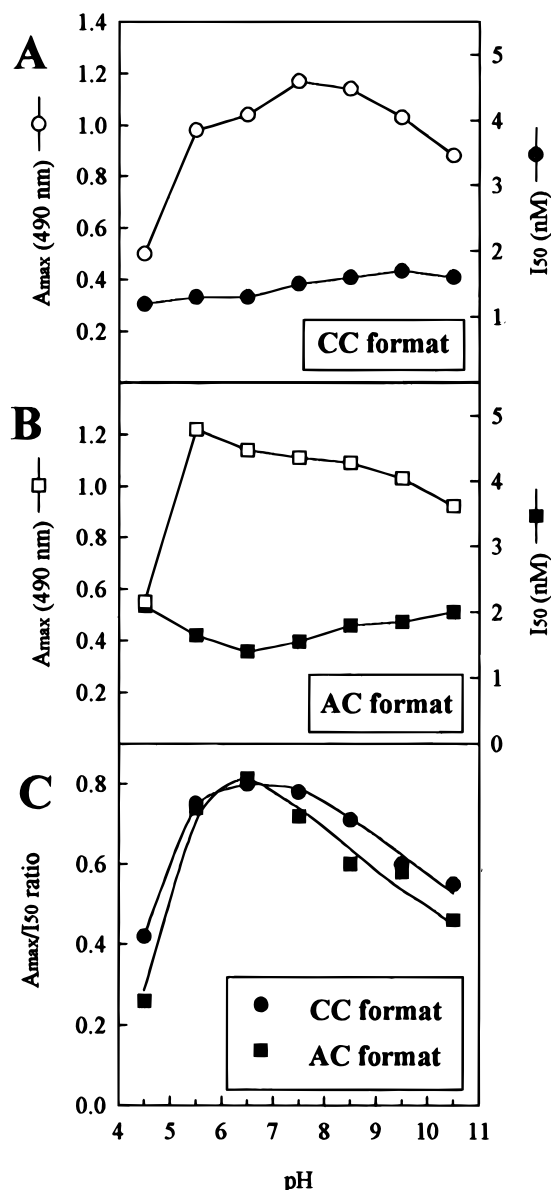 A
1.4
1.2
1.0
0.8
0.6
0.4
0.2
Amax (490 nm)
5
4
3
2
1
I50 (nM)
CC format
B
1.2
1.0
0.8
0.6
0.4
0.2
Amax (490 nm)
5
4
3
2
1
0
I50 (nM)
AC format
C
0.8
0.6
0.4
0.2
0.0
Amax/I50 ratio
CC format
AC format
4 5 6 7 8 9 10 11
pH